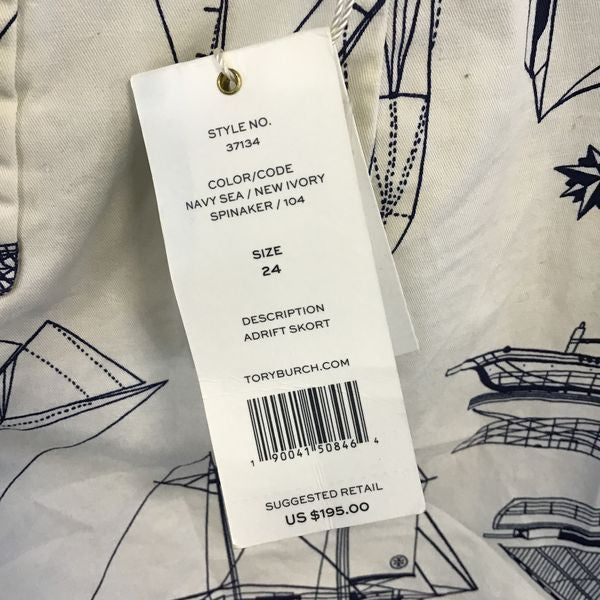 STYLE NO.
37134
COLOR/CODE
NAVY SEA / NEW IVORY
SPINAKER / 104
SIZE
24
DESCRIPTION
ADRIFT SKORT
TORYBURCH.COM
1 90041 50846 4
SUGGESTED RETAIL
US $195.00